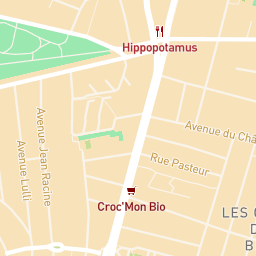 Hippopotamus
Avenue du Châ
Avenue Jean Racine
Avenue Lulli
Rue Pasteur
Croc'Mon Bio
LES
D
B